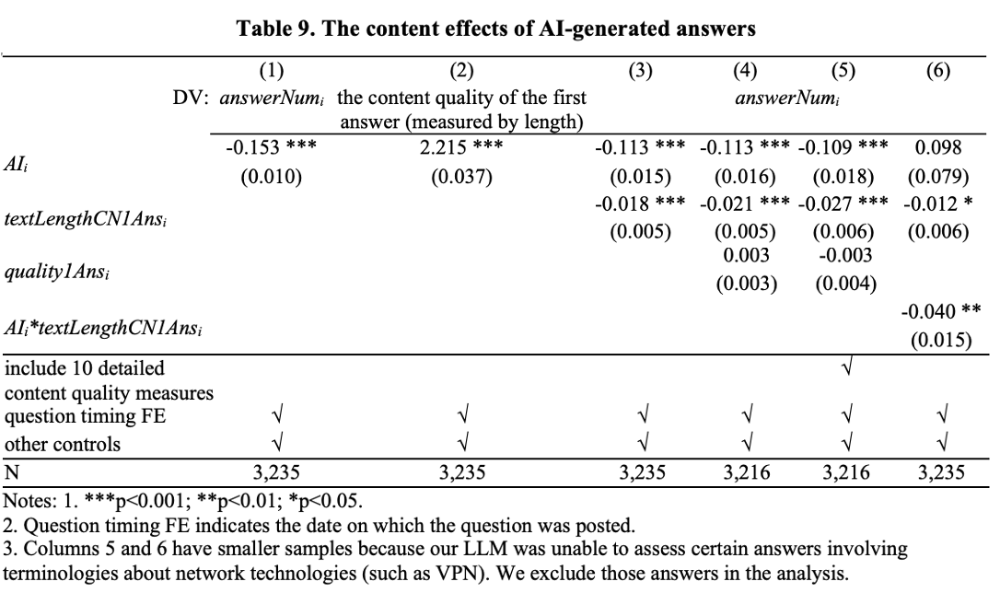 Table 9. The content effects of AI-generated answers
(1) (2) (3) (4) (5) (6)
DV: answerNumᵢ the content quality of the first answerNumᵢ
answer (measured by length)
-0.153 *** 2.215 *** -0.113 *** -0.113 *** -0.109 *** 0.098
AIᵢ
(0.010) (0.037) (0.015) (0.016) (0.018) (0.079)
-0.018 *** -0.021 *** -0.027 *** -0.012 *
textLengthCN1Ansᵢ
(0.005) (0.005) (0.006) (0.006)
0.003 -0.003
quality1Ansᵢ
(0.003) (0.004)
-0.040 **
AIᵢ*textLengthCN1Ansᵢ
(0.015)
include 10 detailed √
content quality measures
question timing FE √ √ √ √ √ √
other controls √ √ √ √ √ √
N 3,235 3,235 3,235 3,216 3,216 3,235
Notes: 1. ***p<0.001; **p<0.01; *p<0.05.
2. Question timing FE indicates the date on which the question was posted.
3. Columns 5 and 6 have smaller samples because our LLM was unable to assess certain answers involving
terminologies about network technologies (such as VPN). We exclude those answers in the analysis.